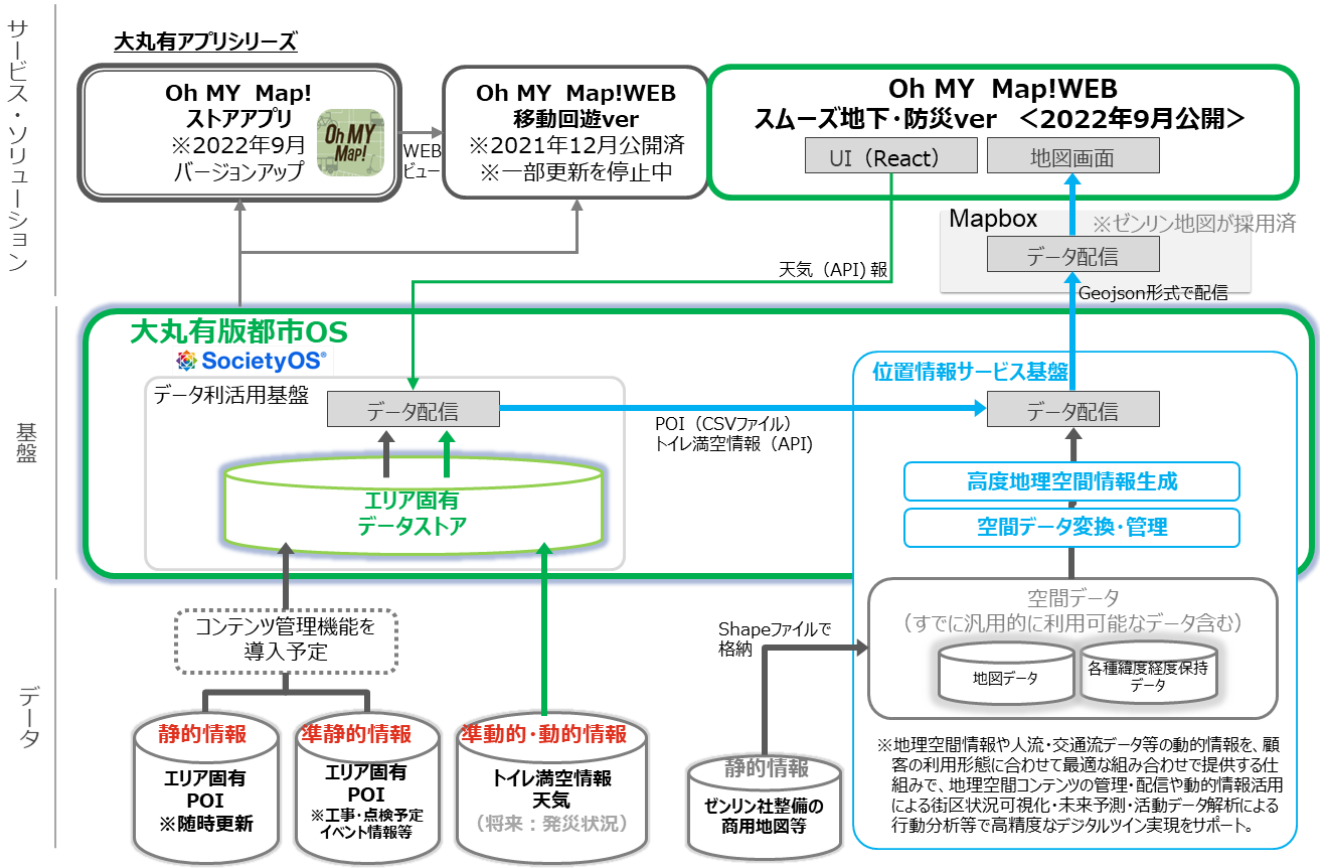 サービス・ソリューション
大丸有アプリシリーズ
Oh MY Map!
ストアアプリ
※2022年9月
バージョンアップ
Oh MY
Map!
WEB
ビュー
Oh MY Map!WEB
移動回遊ver
※2021年12月公開済
※一部更新を停止中
Oh MY Map!WEB
スムーズ地下・防災ver <2022年9月公開>
UI(React)
地図画面
Mapbox
※ゼンリン地図が採用済
データ配信
天気(API)報
Geojson形式で配信
基盤
大丸有版都市OS
SocietyOS®
データ利活用基盤
データ配信
POI(CSVファイル)
トイレ満空情報(API)
エリア固有
データストア
位置情報サービス基盤
データ配信
高度地理空間情報生成
空間データ変換・管理
データ
コンテンツ管理機能を
導入予定
静的情報
エリア固有
POI
※随時更新
準静的情報
エリア固有
POI
※工事・点検予定
イベント情報等
準動的・動的情報
トイレ満空情報
天気
(将来:発災状況)
Shapeファイルで
格納
静的情報
ゼンリン社整備の
商用地図等
空間データ
(すでに汎用的に利用可能なデータ含む)
地図データ
各種緯度経度保持
データ
※地理空間情報や人流・交通流データ等の動的情報を、顧
客の利用形態に合わせて最適な組み合わせで提供する仕
組みで、地理空間コンテンツの管理・配信や動的情報活用
による街区状況可視化・未来予測・活動データ解析による
行動分析等で高精度なデジタルツイン実現をサポート。